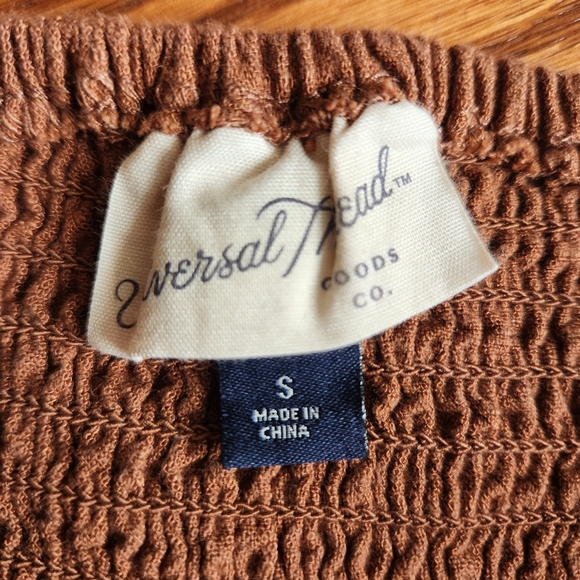 Universal Thread™
GOODS
CO.
S
MADE IN
CHINA